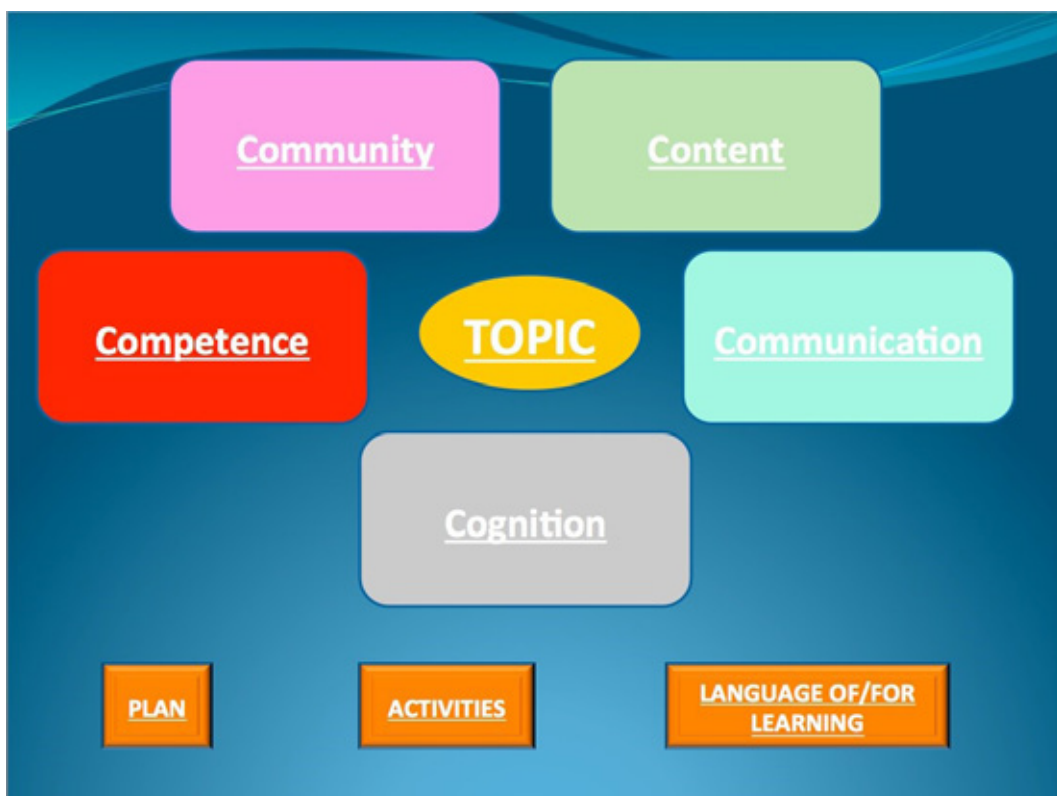 Community
Content
Competence
TOPIC
Communication
Cognition
PLAN
ACTIVITIES
LANGUAGE OF/FOR
LEARNING